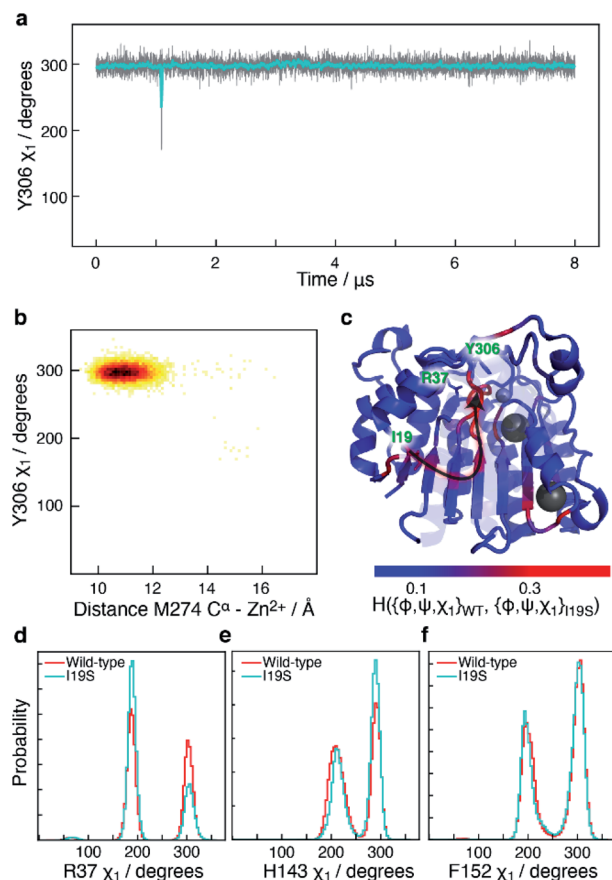 a
Y306 χ1 / degrees
300
200
100
0
2
4
6
8
Time / μs
b
Y306 χ1 / degrees
300
200
100
10
12
14
16
Distance M274 Cα - Zn2+ / Å
c
Y306
R37
I19
0.1
0.3
H({Φ,ψ,χ1}WT, {Φ,ψ,χ1}I19S)
d
Wild-type
I19S
Probability
100
200
300
R37 χ1 / degrees
e
Wild-type
I19S
100
200
300
H143 χ1 / degrees
f
Wild-type
I19S
100
200
300
F152 χ1 / degrees